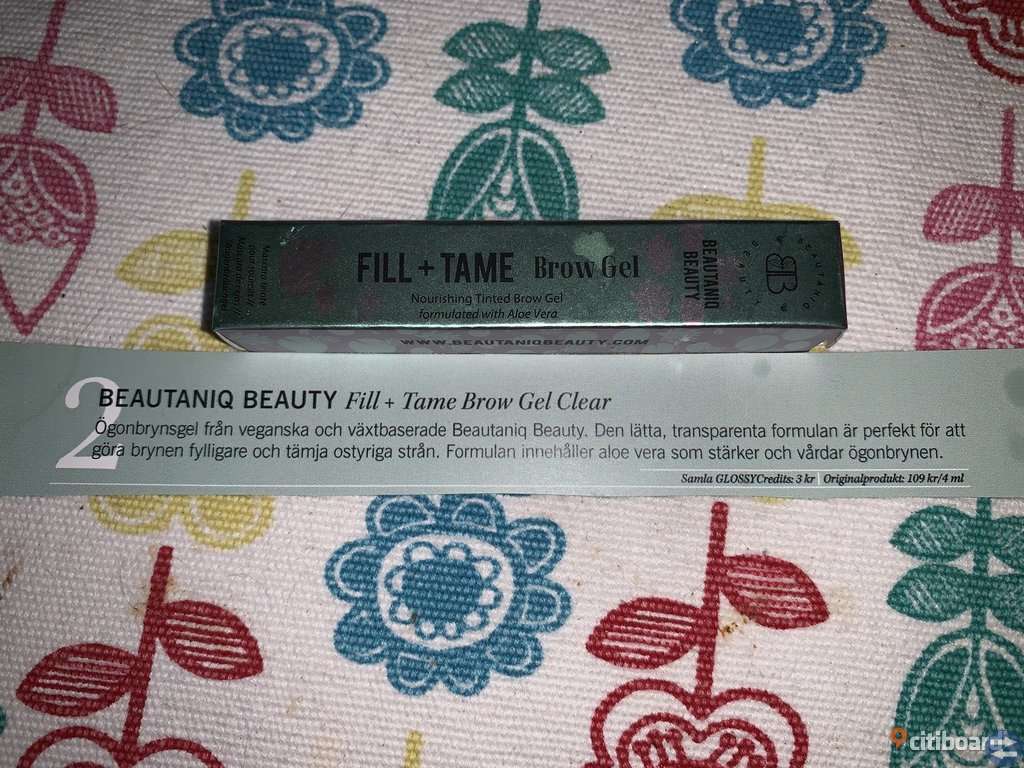 FILL + TAME Brow Gel
Nourishing Tinted Brow Gel
formulated with Aloe Vera
BEAUTANIQ
BEAUTY
BEAUTANIQ
BEAUTY
WWW.BEAUTANIQBEAUTY.COM
2
BEAUTANIQ BEAUTY Fill + Tame Brow Gel Clear
Ögonbrynsgel från veganska och växtbaserade Beautaniq Beauty. Den lätta, transparenta formulan är perfekt för att
göra brynen fylligare och tämja ostyriga strån. Formulan innehåller aloe vera som stärker och vårdar ögonbrynen.
Samla GLOSSYCredits: 3 kr | Originalprodukt: 109 kr/4 ml
citiboard